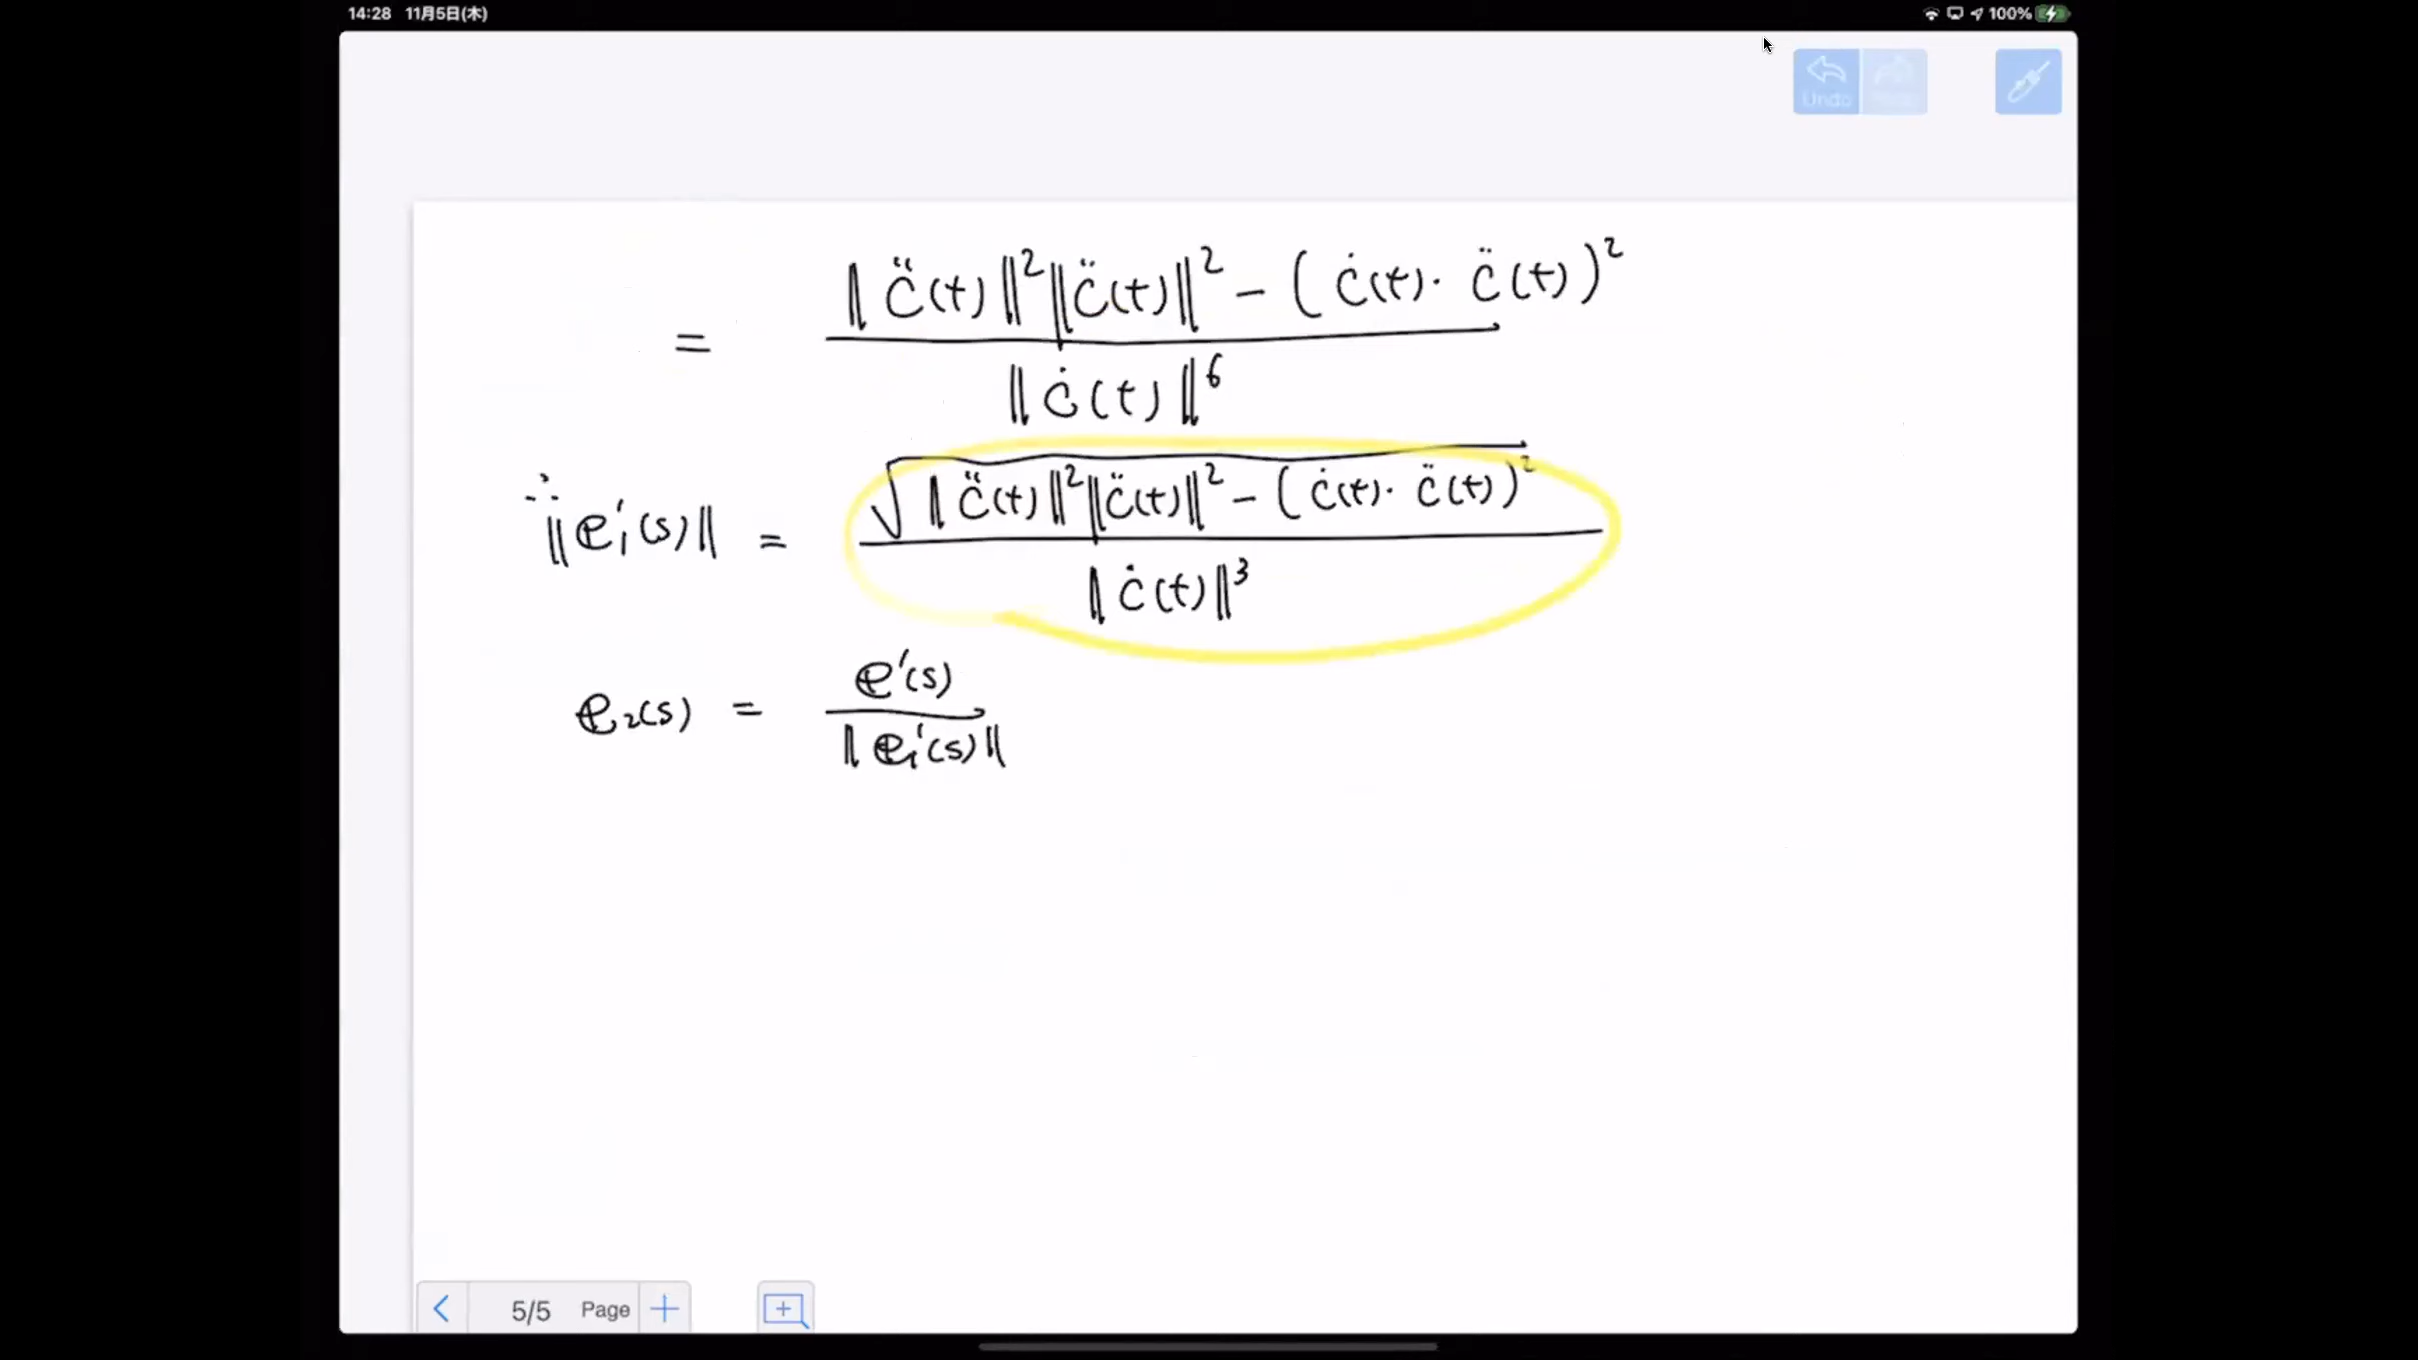 14:28 11月5日(木) 100%
Undo
= ‖c̈(t)‖²‖c̈(t)‖² − (ċ(t)· c̈(t))² / ‖ċ(t)‖⁶
∴ ‖e₁′(s)‖ = √(‖c̈(t)‖²‖c̈(t)‖² − (ċ(t)· c̈(t))²) / ‖ċ(t)‖³
e₂(s) = e′(s) / ‖e₁′(s)‖
5/5 Page